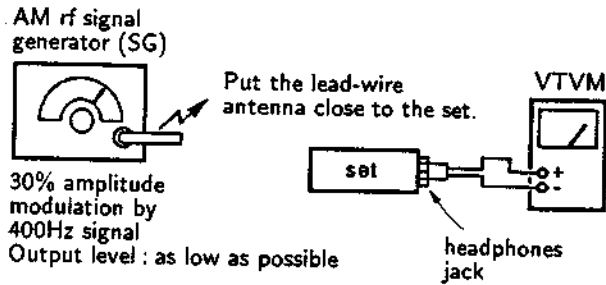 AM rf signal
generator (SG)
Put the lead-wire
antenna close to the set.
VTVM
set
+
-
30% amplitude
modulation by
400Hz signal
Output level : as low as possible
headphones
jack